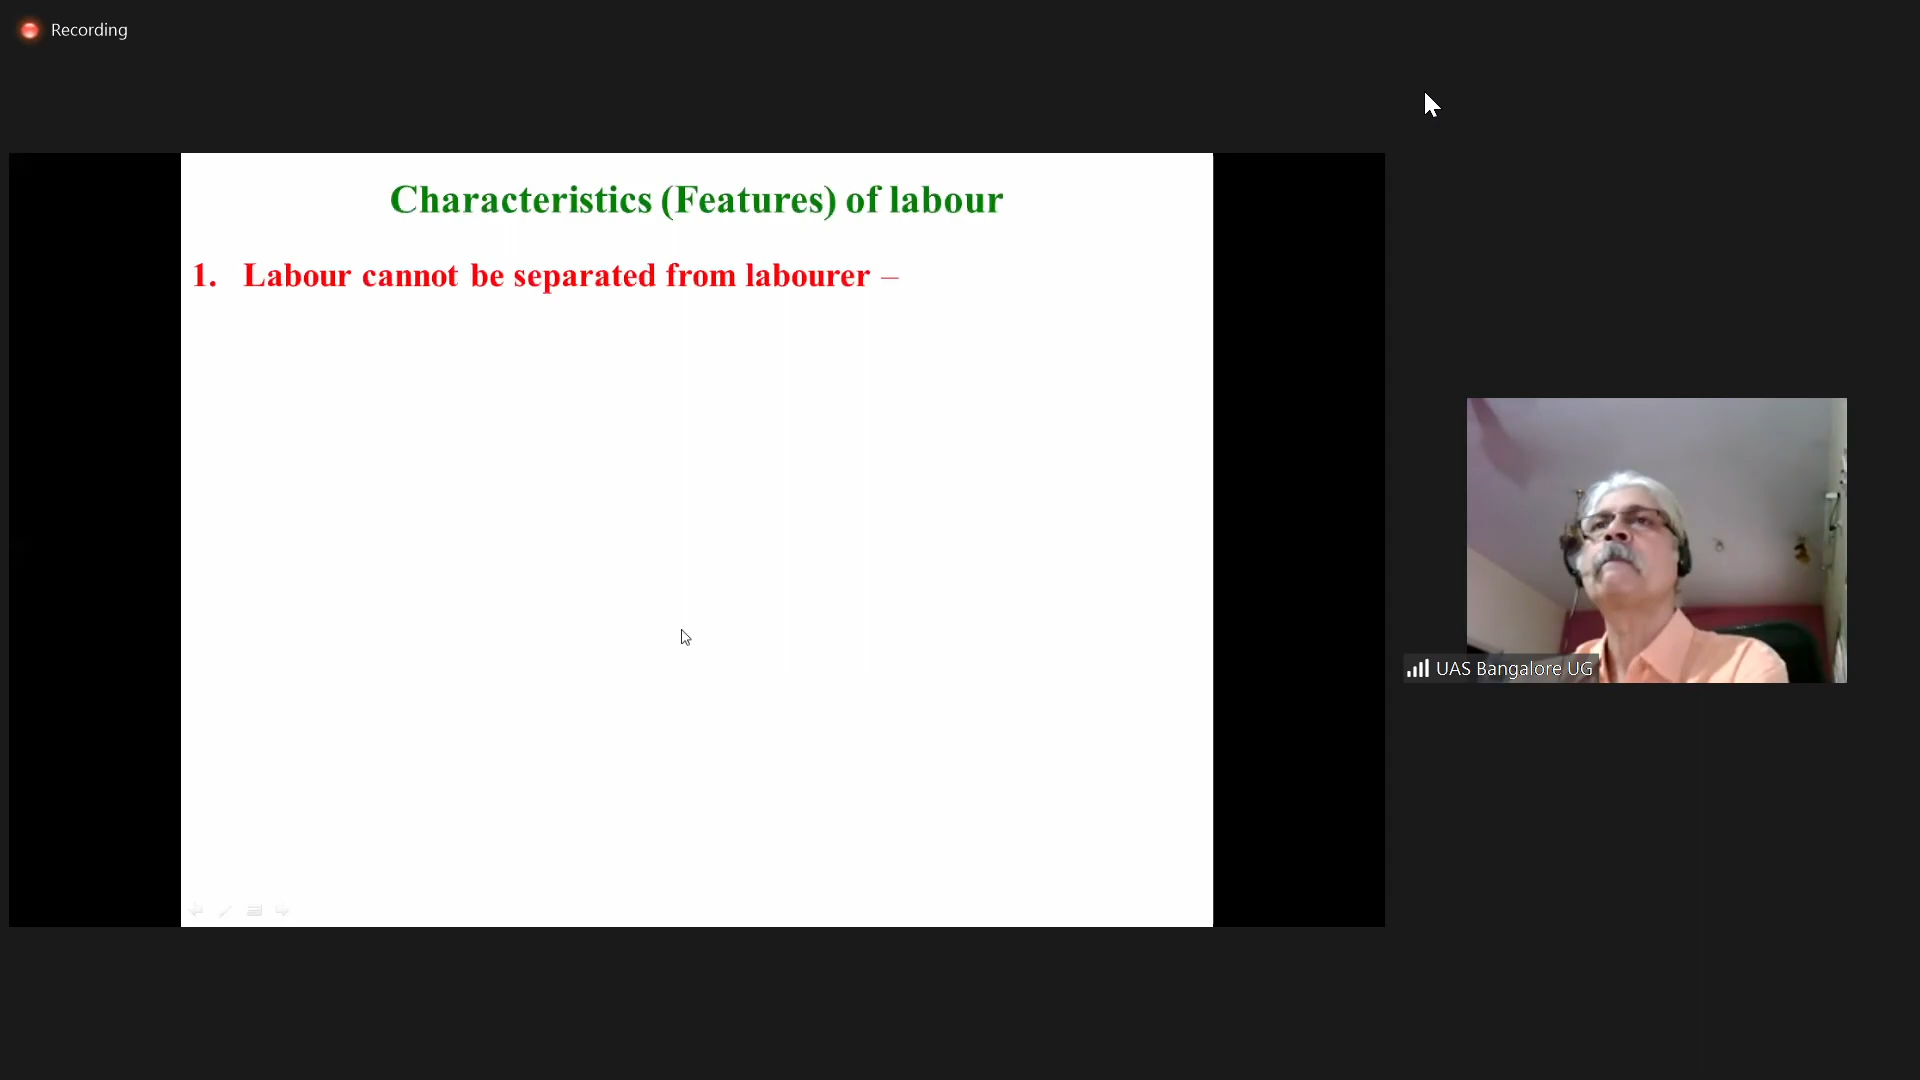 Recording
Characteristics (Features) of labour
1. Labour cannot be separated from labourer –
UAS Bangalore UG